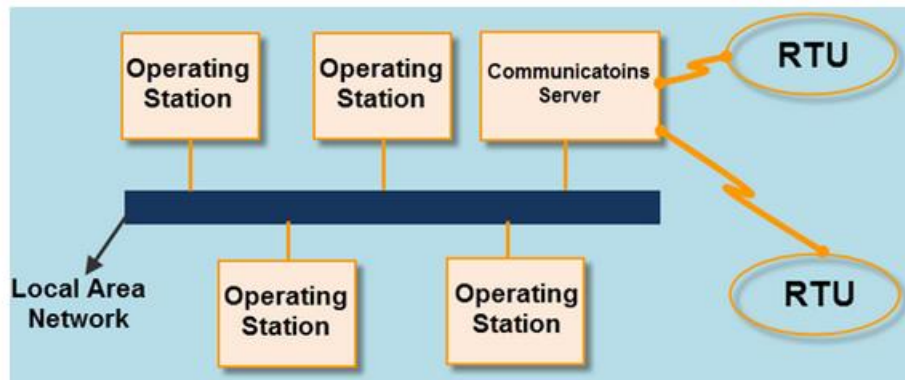 Operating
Station
Operating
Station
Communicatoins
Server
RTU
Local Area
Network
Operating
Station
Operating
Station
RTU